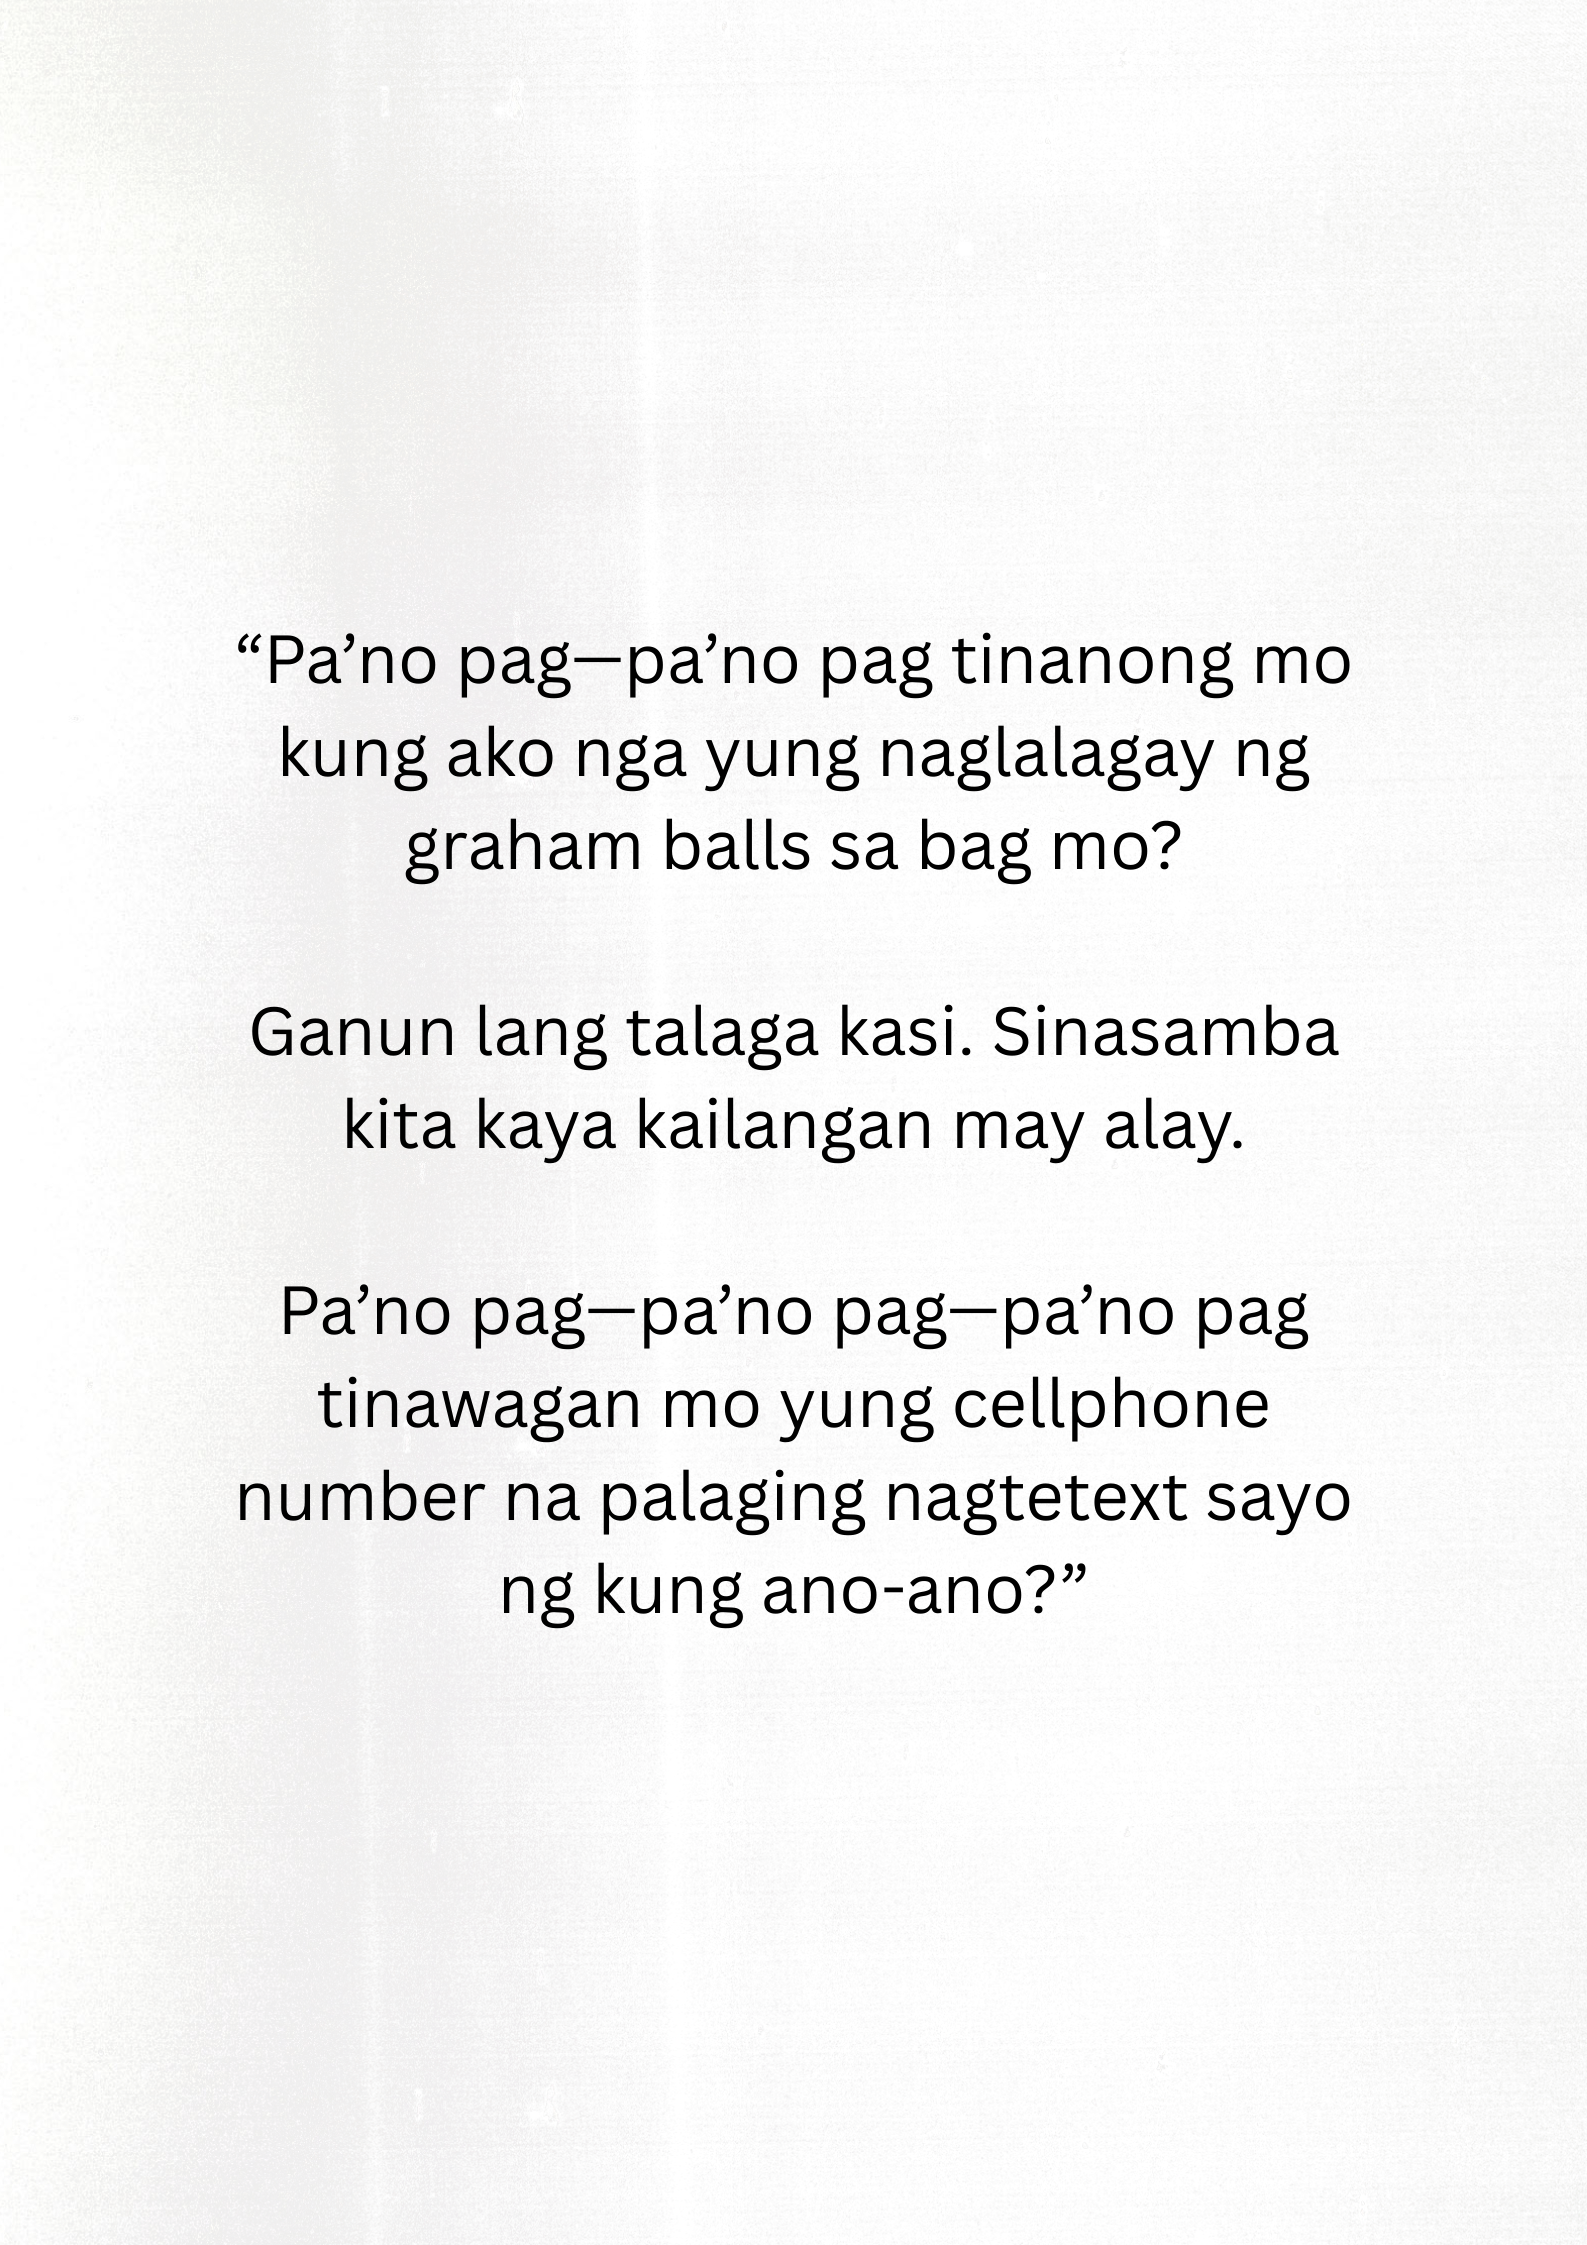 “Pa’no pag—pa’no pag tinanong mo
kung ako nga yung naglalagay ng
graham balls sa bag mo?
Ganun lang talaga kasi. Sinasamba
kita kaya kailangan may alay.
Pa’no pag—pa’no pag—pa’no pag
tinawagan mo yung cellphone
number na palaging nagtetext sayo
ng kung ano-ano?”